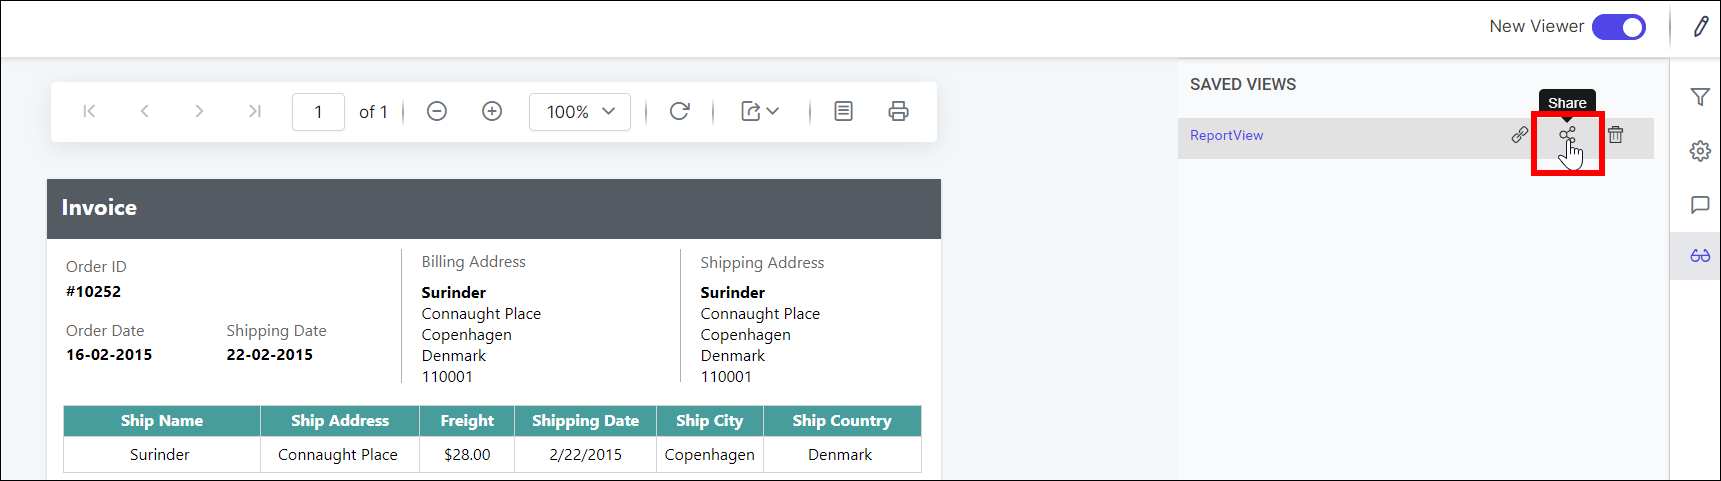 New Viewer
1 of 1 100%
SAVED VIEWS
Share
ReportView
Invoice
Order ID
#10252
Order Date Shipping Date
16-02-2015 22-02-2015
Billing Address
Surinder
Connaught Place
Copenhagen
Denmark
110001
Shipping Address
Surinder
Connaught Place
Copenhagen
Denmark
110001
Ship Name Ship Address Freight Shipping Date Ship City Ship Country
Surinder Connaught Place $28.00 2/22/2015 Copenhagen Denmark